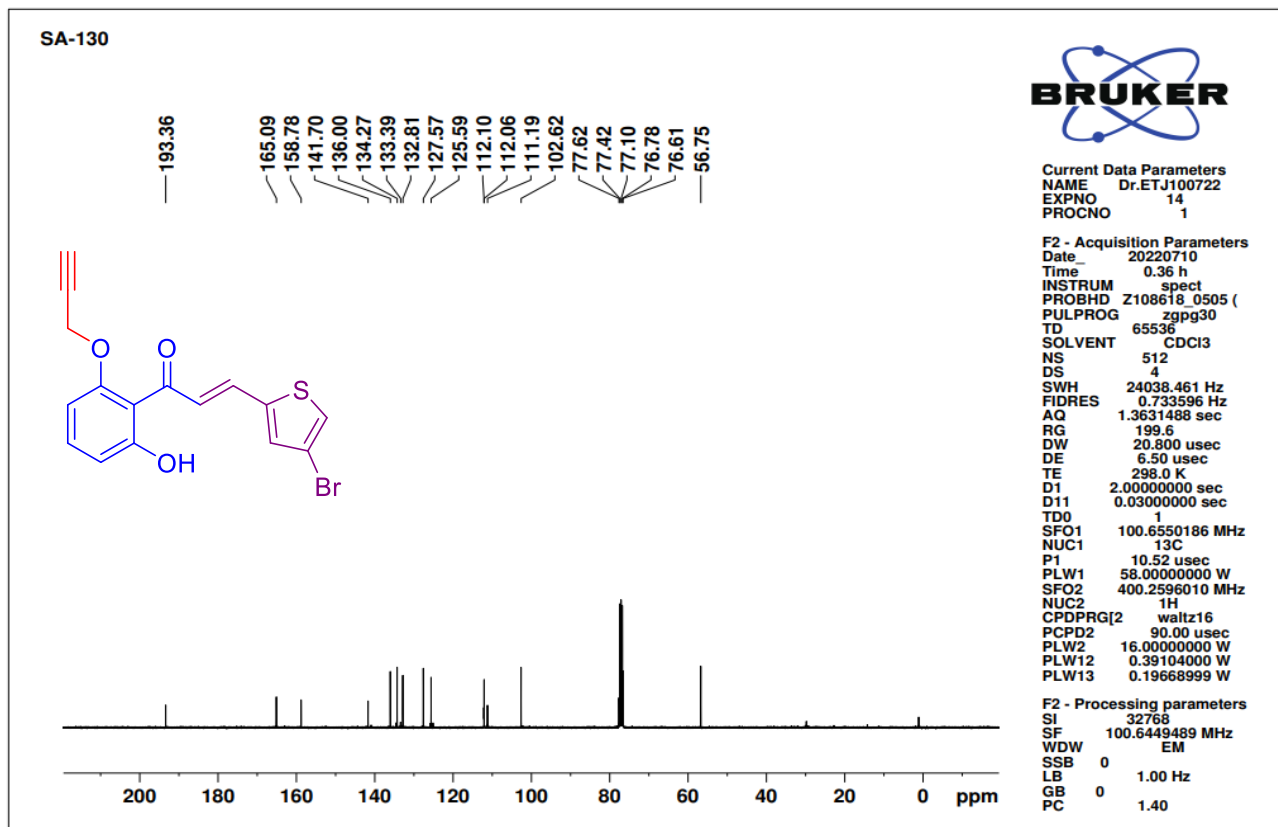 SA-130
193.36
165.09
158.78
141.70
136.00
134.27
133.39
132.81
127.57
125.59
112.10
112.06
111.19
102.62
77.62
77.42
77.10
76.78
76.61
56.75
O
O
S
OH
Br
200 180 160 140 120 100 80 60 40 20 0 ppm
BRUKER
Current Data Parameters
NAME Dr.ETJ100722
EXPNO 14
PROCNO 1
F2 - Acquisition Parameters
Date_ 20220710
Time 0.36 h
INSTRUM spect
PROBHD Z108618_0505 (
PULPROG zgpg30
TD 65536
SOLVENT CDCl3
NS 512
DS 4
SWH 24038.461 Hz
FIDRES 0.733596 Hz
AQ 1.3631488 sec
RG 199.6
DW 20.800 usec
DE 6.50 usec
TE 298.0 K
D1 2.00000000 sec
D11 0.03000000 sec
TD0 1
SFO1 100.6550186 MHz
NUC1 13C
P1 10.52 usec
PLW1 58.00000000 W
SFO2 400.2596010 MHz
NUC2 1H
CPDPRG[2 waltz16
PCPD2 90.00 usec
PLW2 16.00000000 W
PLW12 0.39104000 W
PLW13 0.19668999 W
F2 - Processing parameters
SI 32768
SF 100.6449489 MHz
WDW EM
SSB 0
LB 1.00 Hz
GB 0
PC 1.40